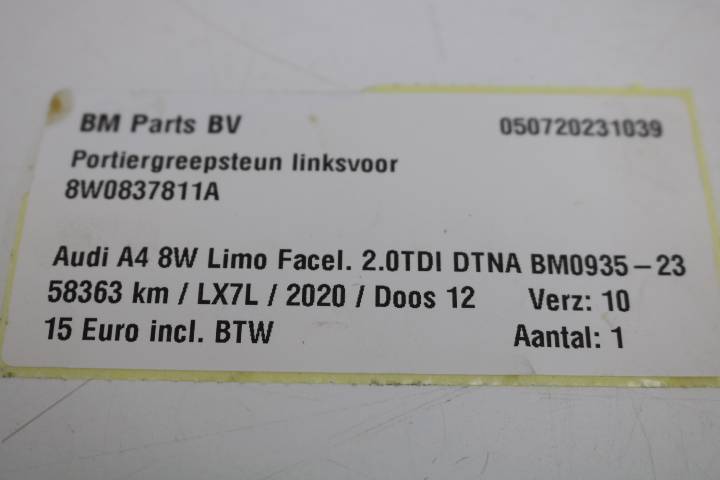 BM Parts BV 050720231039
Portiergreepsteun linksvoor
8W0837811A
Audi A4 8W Limo Facel. 2.0TDI DTNA BM0935-23
58363 km / LX7L / 2020 / Doos 12 Verz: 10
15 Euro incl. BTW Aantal: 1